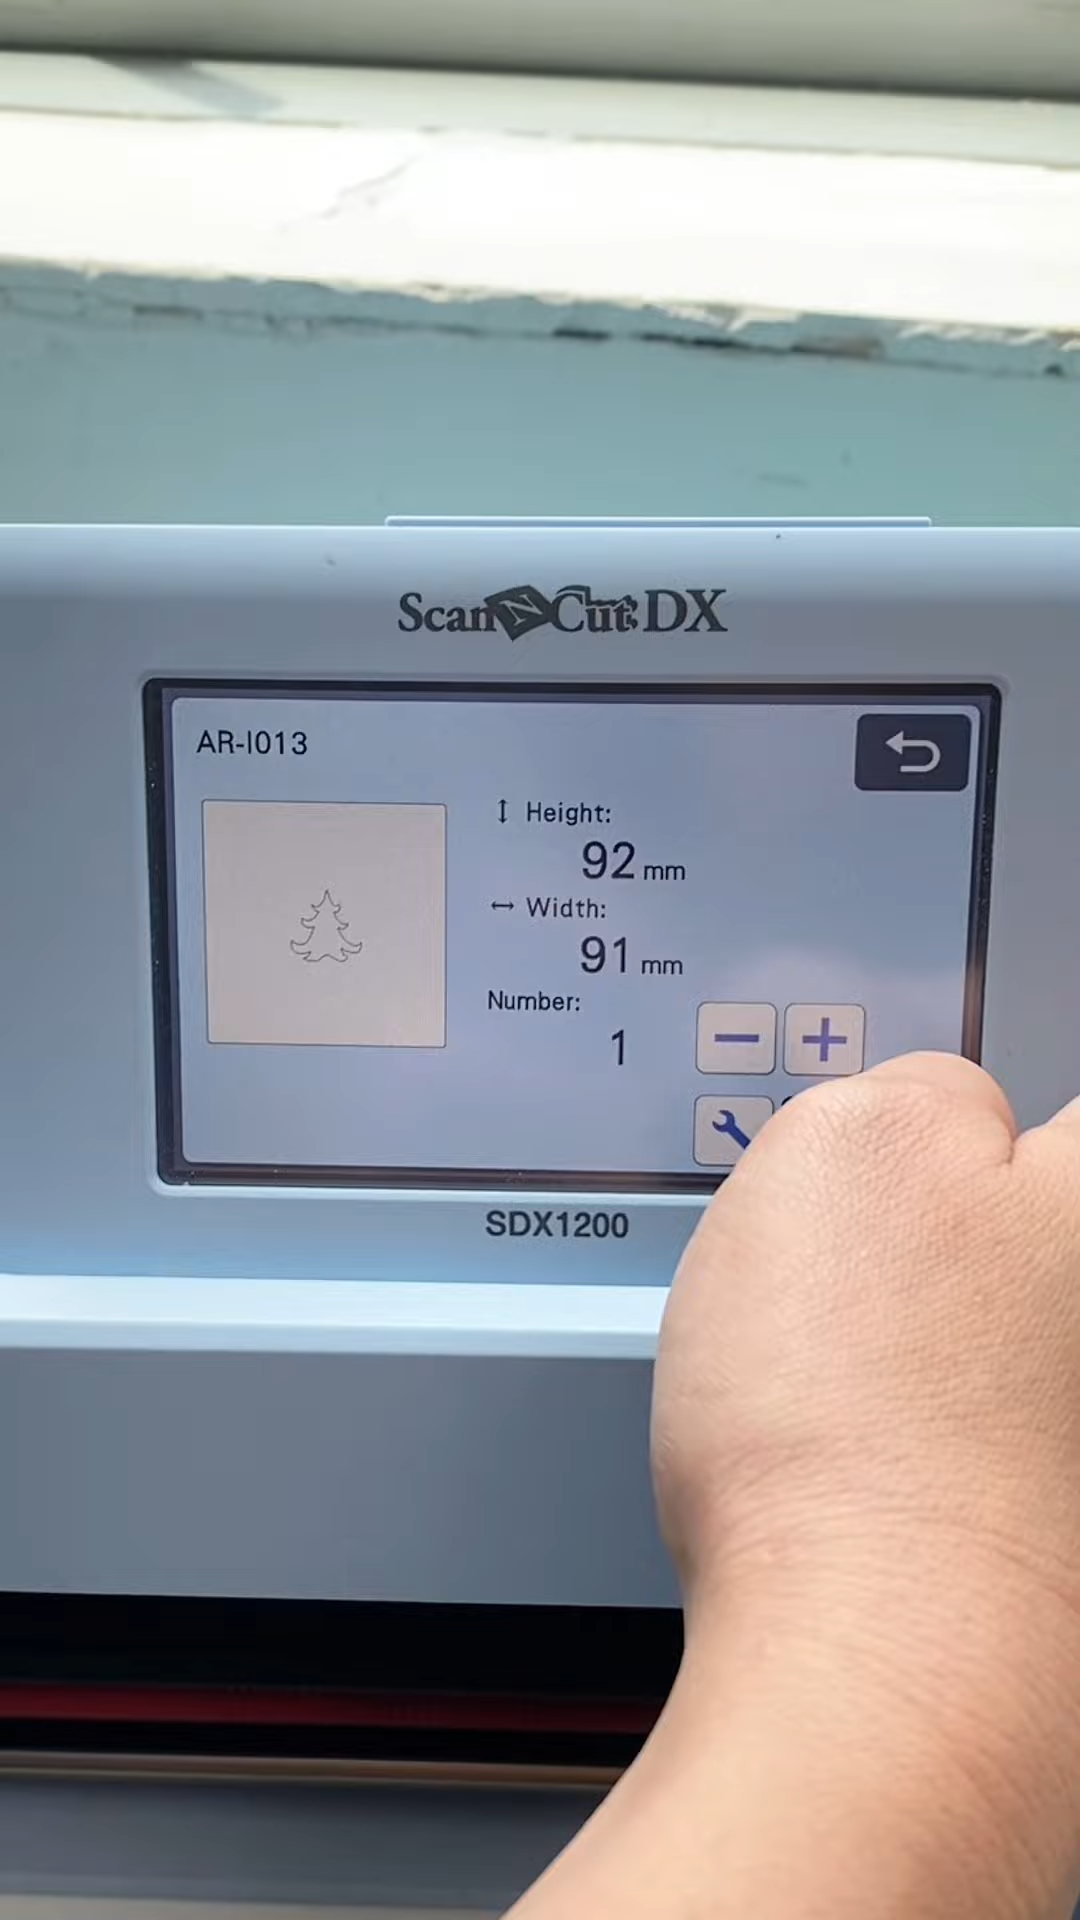 ScanNCut DX
AR-I013
Height:
92 mm
Width:
91 mm
Number:
1
SDX1200